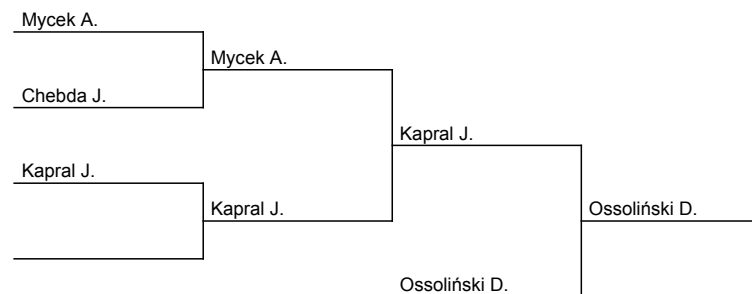 Mycek A.
Mycek A.
Chebda J.
Kapral J.
Kapral J.
Kapral J.
Ossoliński D.
Ossoliński D.